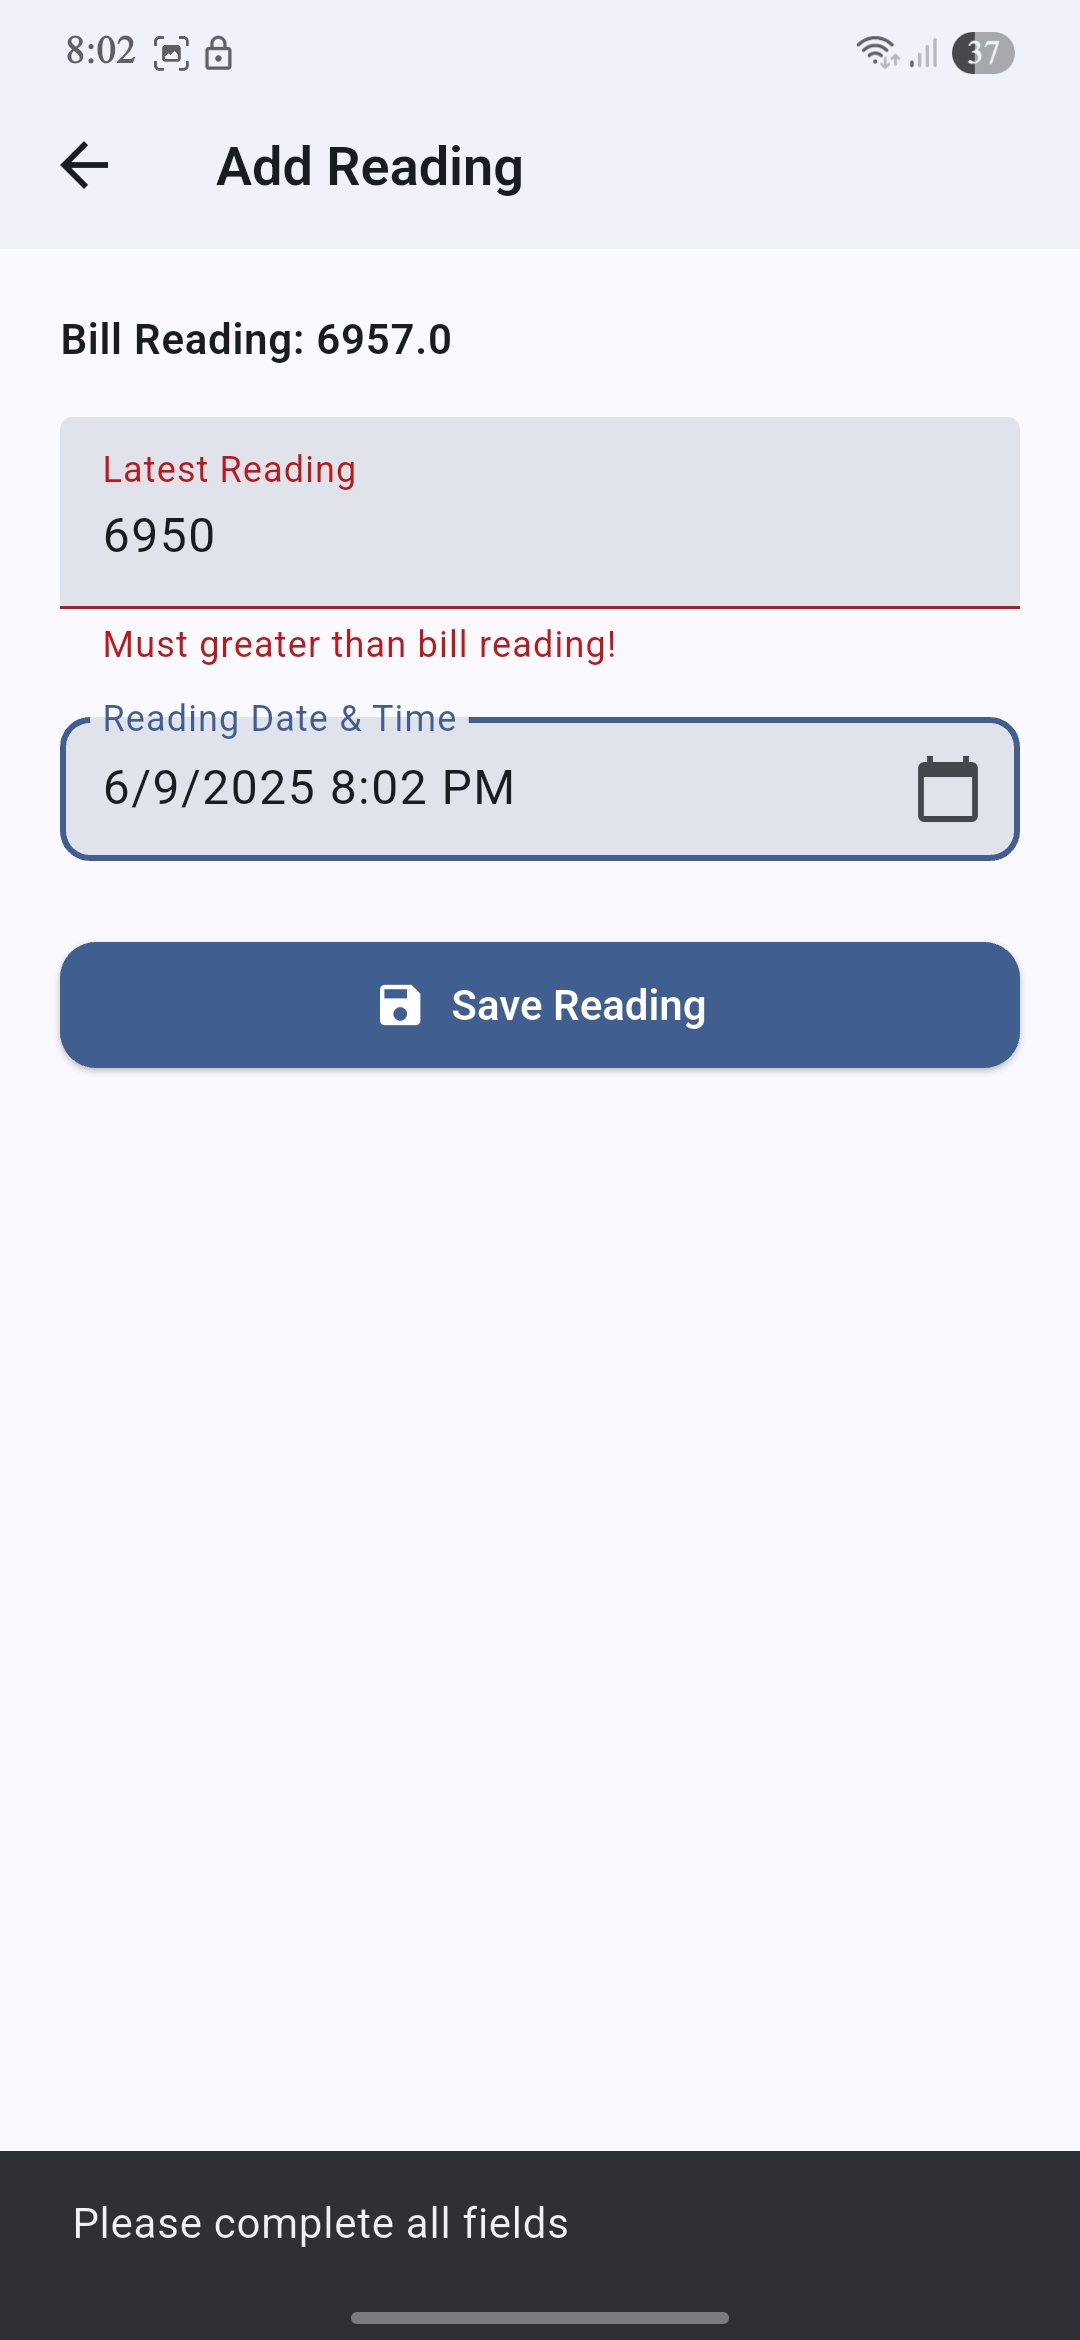 8:02
37
Add Reading
Bill Reading: 6957.0
Latest Reading
6950
Must greater than bill reading!
Reading Date & Time
6/9/2025 8:02 PM
Save Reading
Please complete all fields